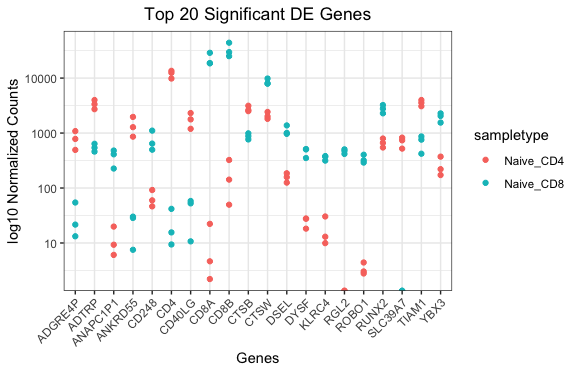 Top 20 Significant DE Genes
log10 Normalized Counts
10000
1000
100
10
ADGRE4P
ADTRP
ANAPC1P1
ANKRD55
CD248
CD4
CD40LG
CD8A
CD8B
CTSB
CTSW
DSEL
DYSF
KLRC4
RGL2
ROBO1
RUNX2
SLC39A7
TIAM1
YBX3
Genes
sampletype
Naive_CD4
Naive_CD8